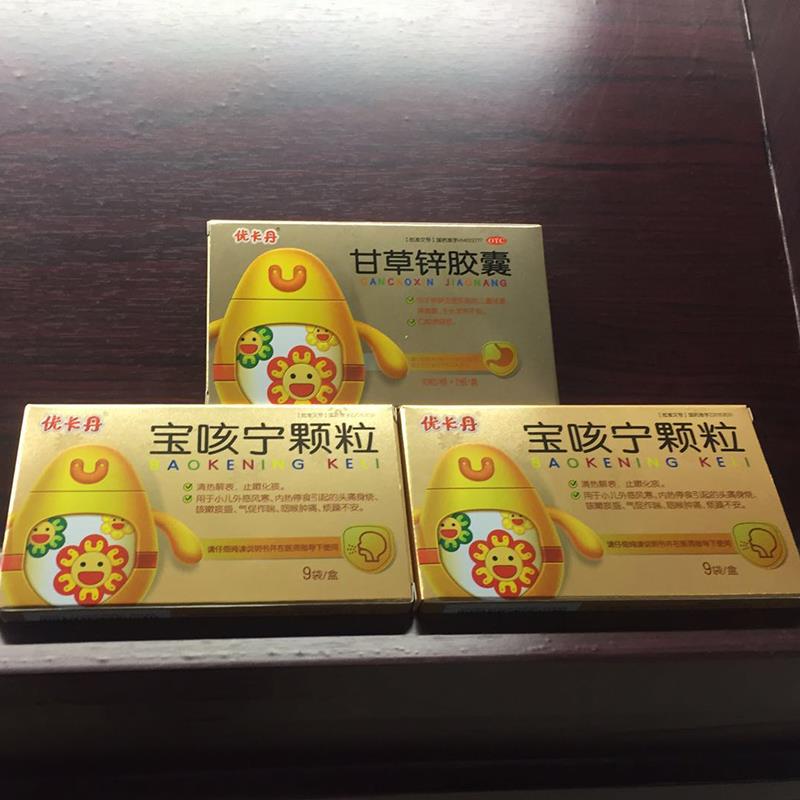 优卡丹
OTC
甘草锌胶囊
GANCAOXIN JIAONANG
优卡丹
宝咳宁颗粒
BAOKENING KELI
清热解表，止嗽化痰。
用于小儿外感风寒、内热停食引起的头痛身烧、
咳嗽痰盛、气促作喘、咽喉肿痛、烦躁不安。
请仔细阅读说明书并在医师指导下使用
9袋/盒
优卡丹
宝咳宁颗粒
BAOKENING KELI
清热解表，止嗽化痰。
用于小儿外感风寒、内热停食引起的头痛身烧、
咳嗽痰盛、气促作喘、咽喉肿痛、烦躁不安。
请仔细阅读说明书并在医师指导下使用
9袋/盒